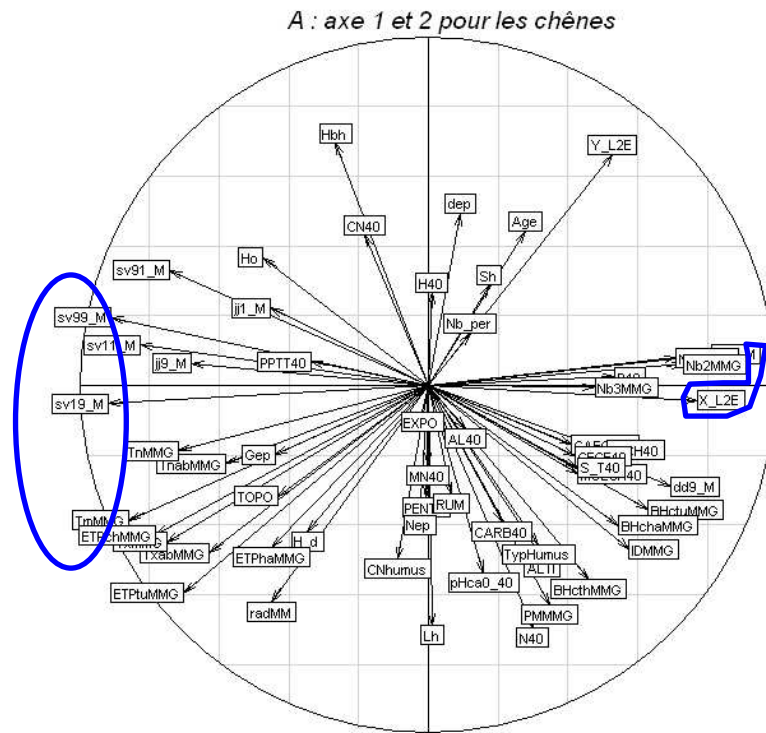 A : axe 1 et 2 pour les chênes
Hbh
Y_L2E
dep
Age
CN40
Ho
sv91_M
Sh
H40
jj1_M
sv99_M
Nb_per
sv11_M
jj9_M
PPTT40
Nb2MMG
Nb3MMG
sv19_M
X_L2E
EXPO
AL40
TnMMG
Gep
TnabMMG
S_T40
MN40
dd9_M
TOPO
RUM
BHctuMMG
TmMMG
Nep
BHchaMMG
ETPchMMG
CARB40
H_d
IDMMG
TxabMMG
ETPhaMMG
TypHumus
CNhumus
pHca0_40
BHcthMMG
ETPtuMMG
radMM
PMMMG
Lh
N40